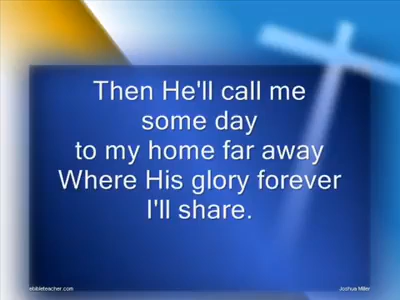 Then He'll call me
some day
to my home far away
Where His glory forever
I'll share.
ebibleteacher.com
Joshua Miller